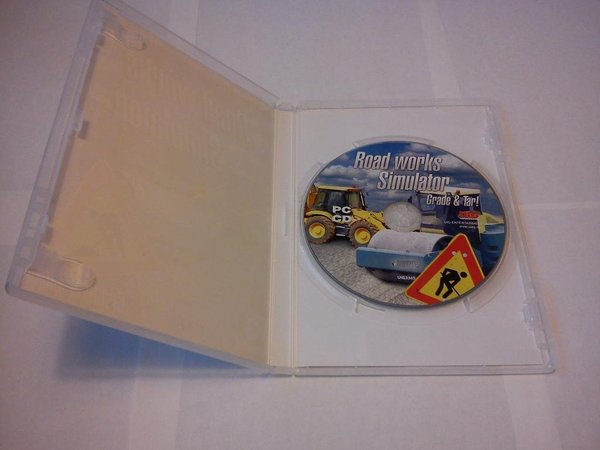 Road works
Simulator
Grade & Tar!
PC
CD